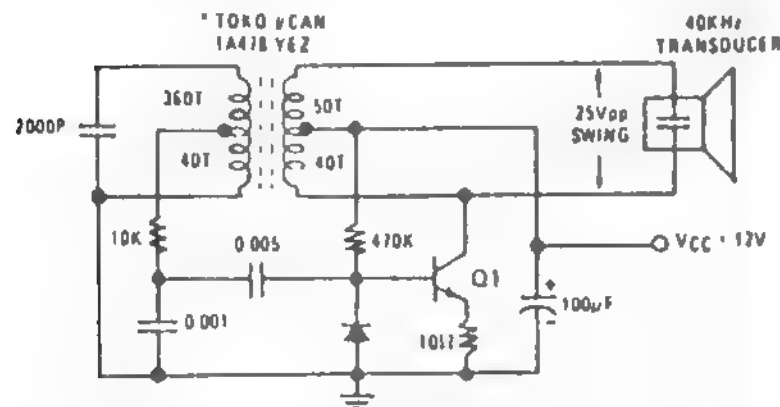 * TOKO μCAN
1A478 YEZ
40KHz
TRANSDUCER
2000P
360T
40T
50T
40T
25Vpp
SWING
10K
0.005
470K
Q1
VCC = 12V
0.001
10Ω
+
100μF
-